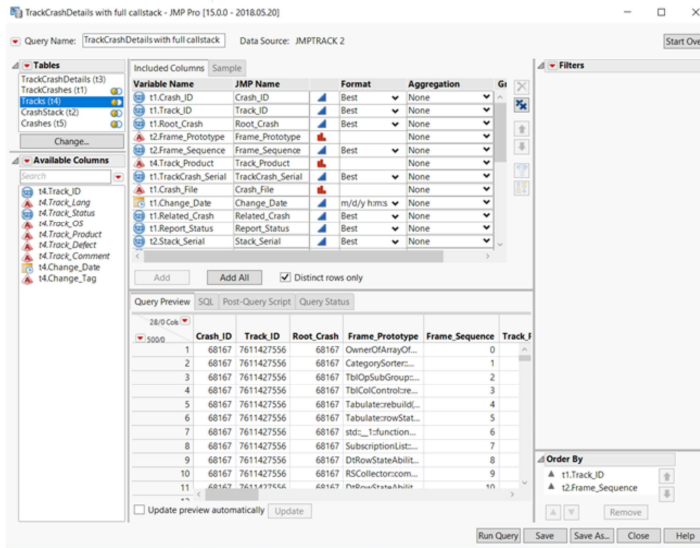 TrackCrashDetails with full callstack - JMP Pro [15.0.0 - 2018.05.20]
Query Name: TrackCrashDetails with full callstack Data Source: JMPTRACK 2 Start Ove
Tables
TrackCrashDetails (t3)
TrackCrashes (t1)
Tracks (t4)
CrashStack (t2)
Crashes (t5)
Change...
Available Columns
Search
t4.Track_ID
t4.Track_Lang
t4.Track_Status
t4.Track_OS
t4.Track_Product
t4.Track_Defect
t4.Track_Comment
t4.Change_Date
t4.Change_Tag
Included Columns Sample
Variable Name JMP Name Format Aggregation Gr
t1.Crash_ID Crash_ID Best None
t1.Track_ID Track_ID Best None
t1.Root_Crash Root_Crash Best None
t2.Frame_Prototype Frame_Prototype None
t2.Frame_Sequence Frame_Sequence Best None
t4.Track_Product Track_Product None
t1.TrackCrash_Serial TrackCrash_Serial Best None
t1.Crash_File Crash_File None
t1.Change_Date Change_Date m/d/y h:m:s None
t1.Related_Crash Related_Crash Best None
t1.Report_Status Report_Status Best None
t2.Stack_Serial Stack_Serial Best None
Add Add All Distinct rows only
Query Preview SQL Post-Query Script Query Status
28/0 Cols
500/0 Crash_ID Track_ID Root_Crash Frame_Prototype Frame_Sequence Track_P
1 68167 7611427556 68167 OwnerOfArrayOf... 0
2 68167 7611427556 68167 CategorySorter::... 1
3 68167 7611427556 68167 TblOpSubGroup::... 2
4 68167 7611427556 68167 TblColControl::re... 3
5 68167 7611427556 68167 Tabulate::rebuild(... 4
6 68167 7611427556 68167 Tabulate::rowStat... 5
7 68167 7611427556 68167 std::__1::function... 6
8 68167 7611427556 68167 SubscriptionList::... 7
9 68167 7611427556 68167 DtRowStateAbilit... 8
10 68167 7611427556 68167 RSCollector::com... 9
11 68167 7611427556 68167 DtRowStateAbilit... 10
Update preview automatically Update
Filters
Order By
t1.Track_ID
t2.Frame_Sequence
Remove
Run Query Save Save As... Close Help